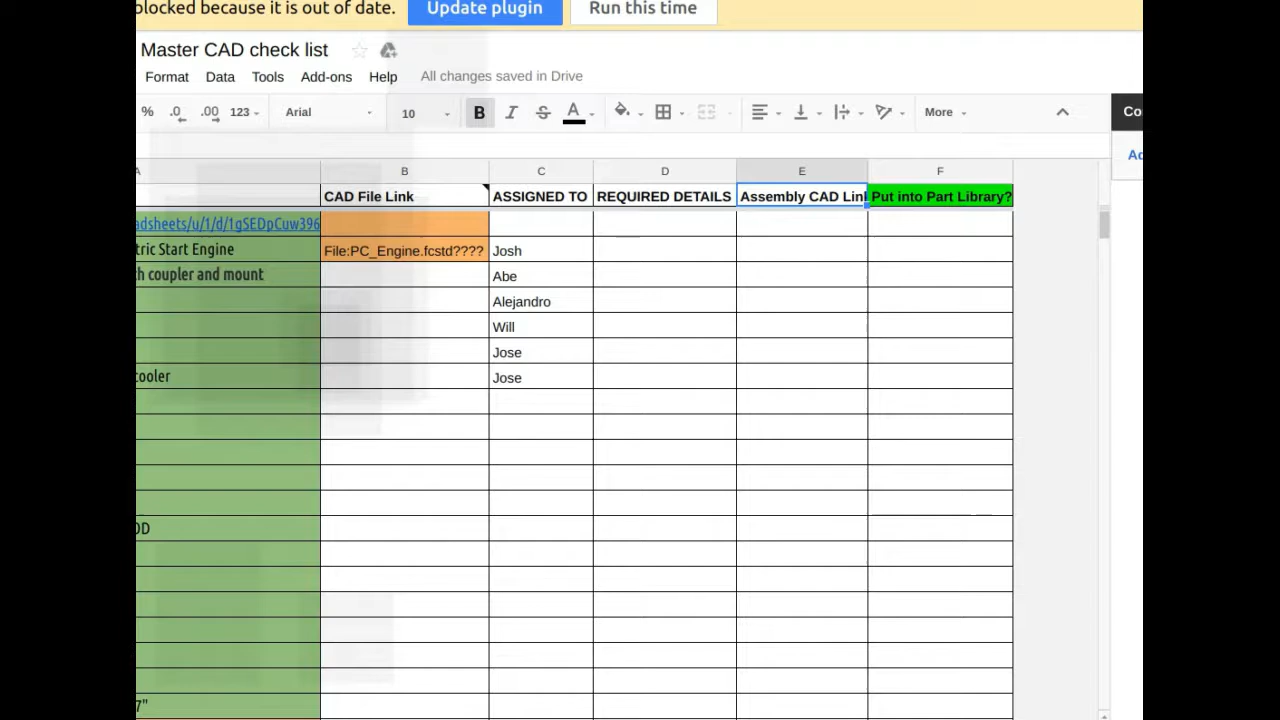 locked because it is out of date. Update plugin Run this time
Master CAD check list
Format Data Tools Add-ons Help All changes saved in Drive
% .0 .00 123 Arial 10 B I S A More Co
Ad
A B C D E F
CAD File Link ASSIGNED TO REQUIRED DETAILS Assembly CAD Lin Put into Part Library?
adsheets/u/1/d/1gSEDpCuw396
tric Start Engine File:PC_Engine.fcstd???? Josh
h coupler and mount Abe
Alejandro
Will
Jose
cooler Jose
OD
7"